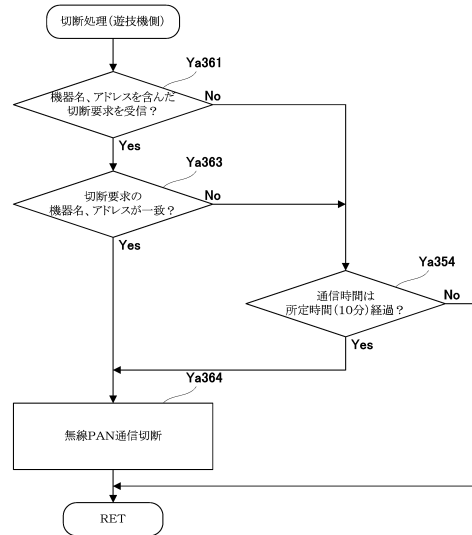 切断処理(遊技機側)
Ya361
機器名、アドレスを含んだ
切断要求を受信？
No
Yes
Ya363
切断要求の
機器名、アドレスが一致？
No
Yes
Ya354
通信時間は
所定時間(10分)経過？
No
Yes
Ya364
無線PAN通信切断
RET